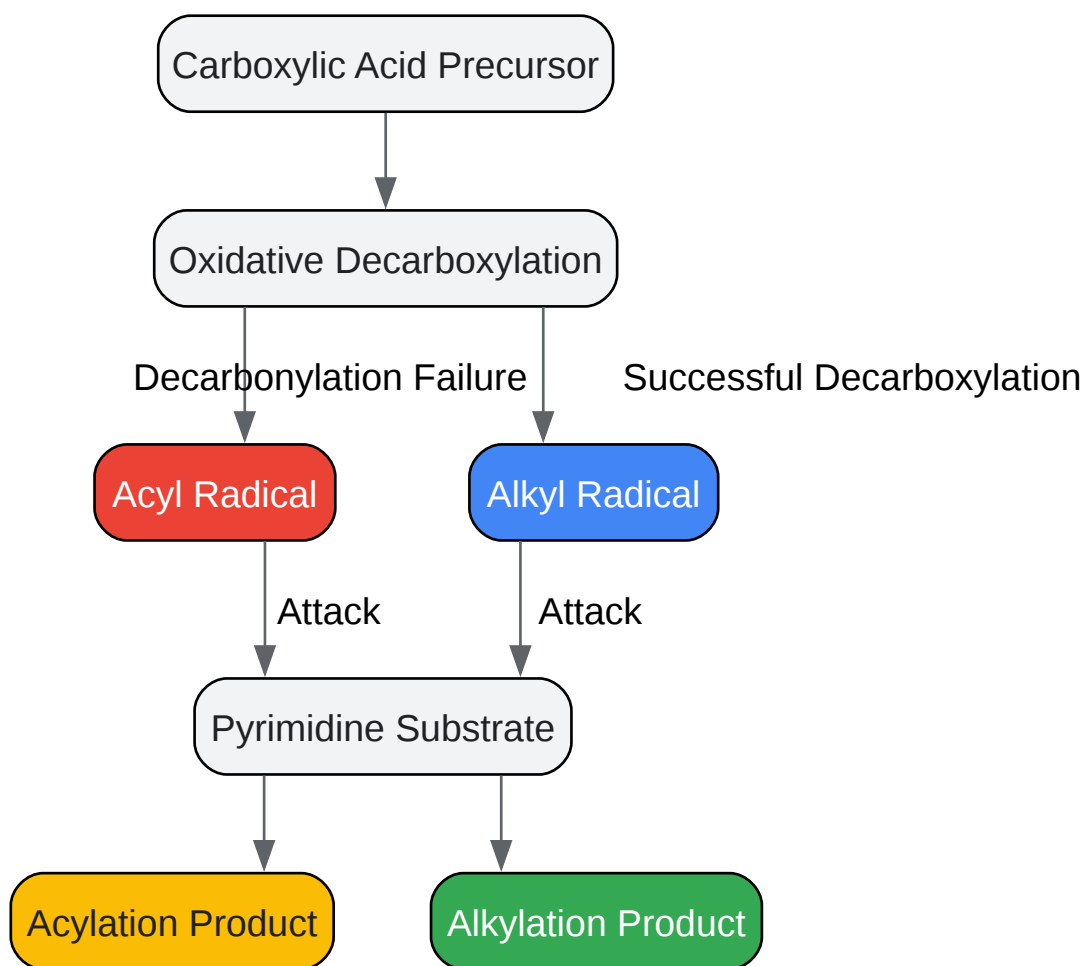 Carboxylic Acid Precursor
Oxidative Decarboxylation
Decarbonylation Failure
Successful Decarboxylation
Acyl Radical
Alkyl Radical
Attack
Attack
Pyrimidine Substrate
Acylation Product
Alkylation Product